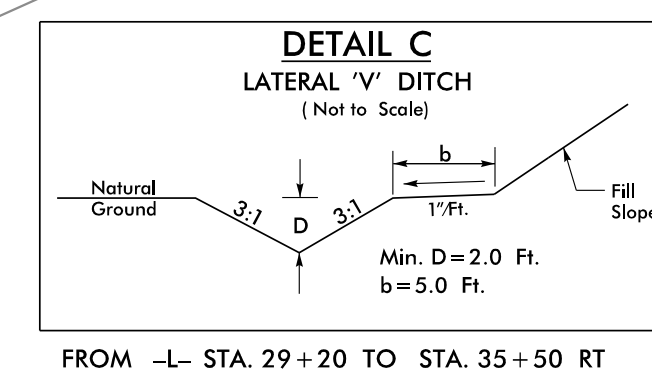 DETAIL C
LATERAL 'V' DITCH
( Not to Scale)
b
Natural
Ground
3:1
D
3:1
1"/Ft.
Fill
Slope
Min. D=2.0 Ft.
b=5.0 Ft.
FROM -L- STA. 29+20 TO STA. 35+50 RT